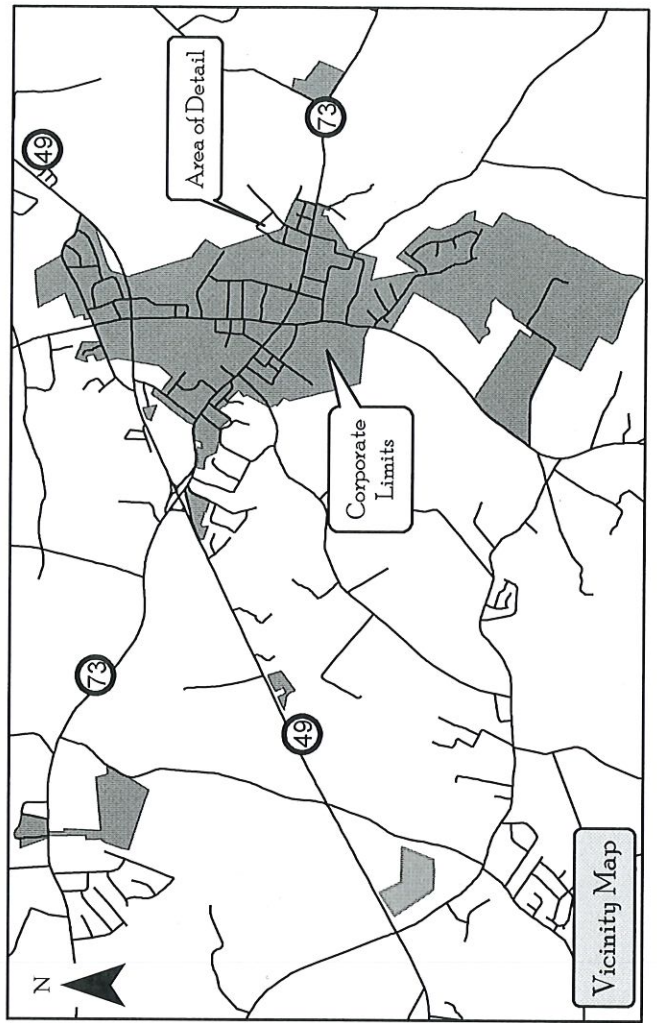 N
73
49
49
73
Area of Detail
Corporate
Limits
Vicinity Map